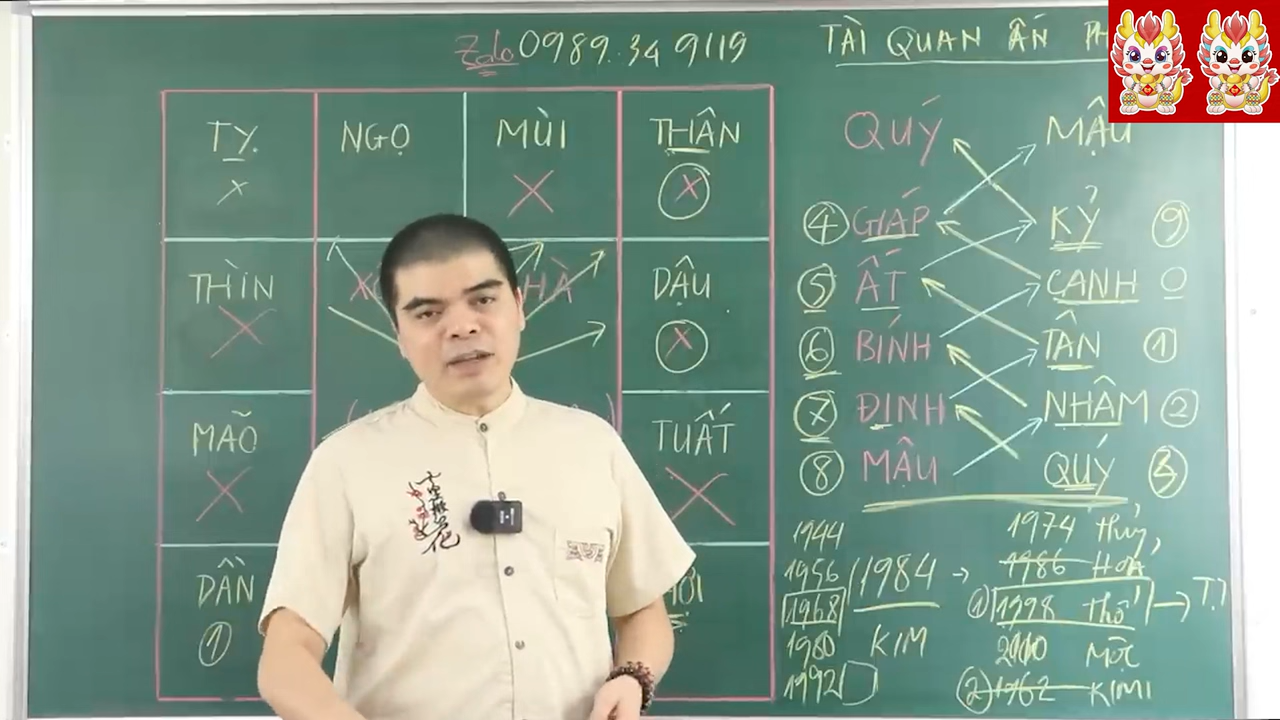 Zalo 0989.34 9119
TÀI QUAN ẤN
TỴ. NGỌ MÙI THÂN
THÌN DẬU
MÃO TUẤT
DẦN
①
QUÝ MẬU
④ GIÁP KỶ ⑨
⑤ ẤT CANH 0
⑥ BÍNH TÂN ①
⑦ ĐINH NHÂM ②
⑧ MẬU QUÝ ③
1944
1956
1968
1980
1992
1984
KIM
1974 Thủy,
1986 HOẢ
① 1998 Thổ
2010 Mộc
② 1962 KIM